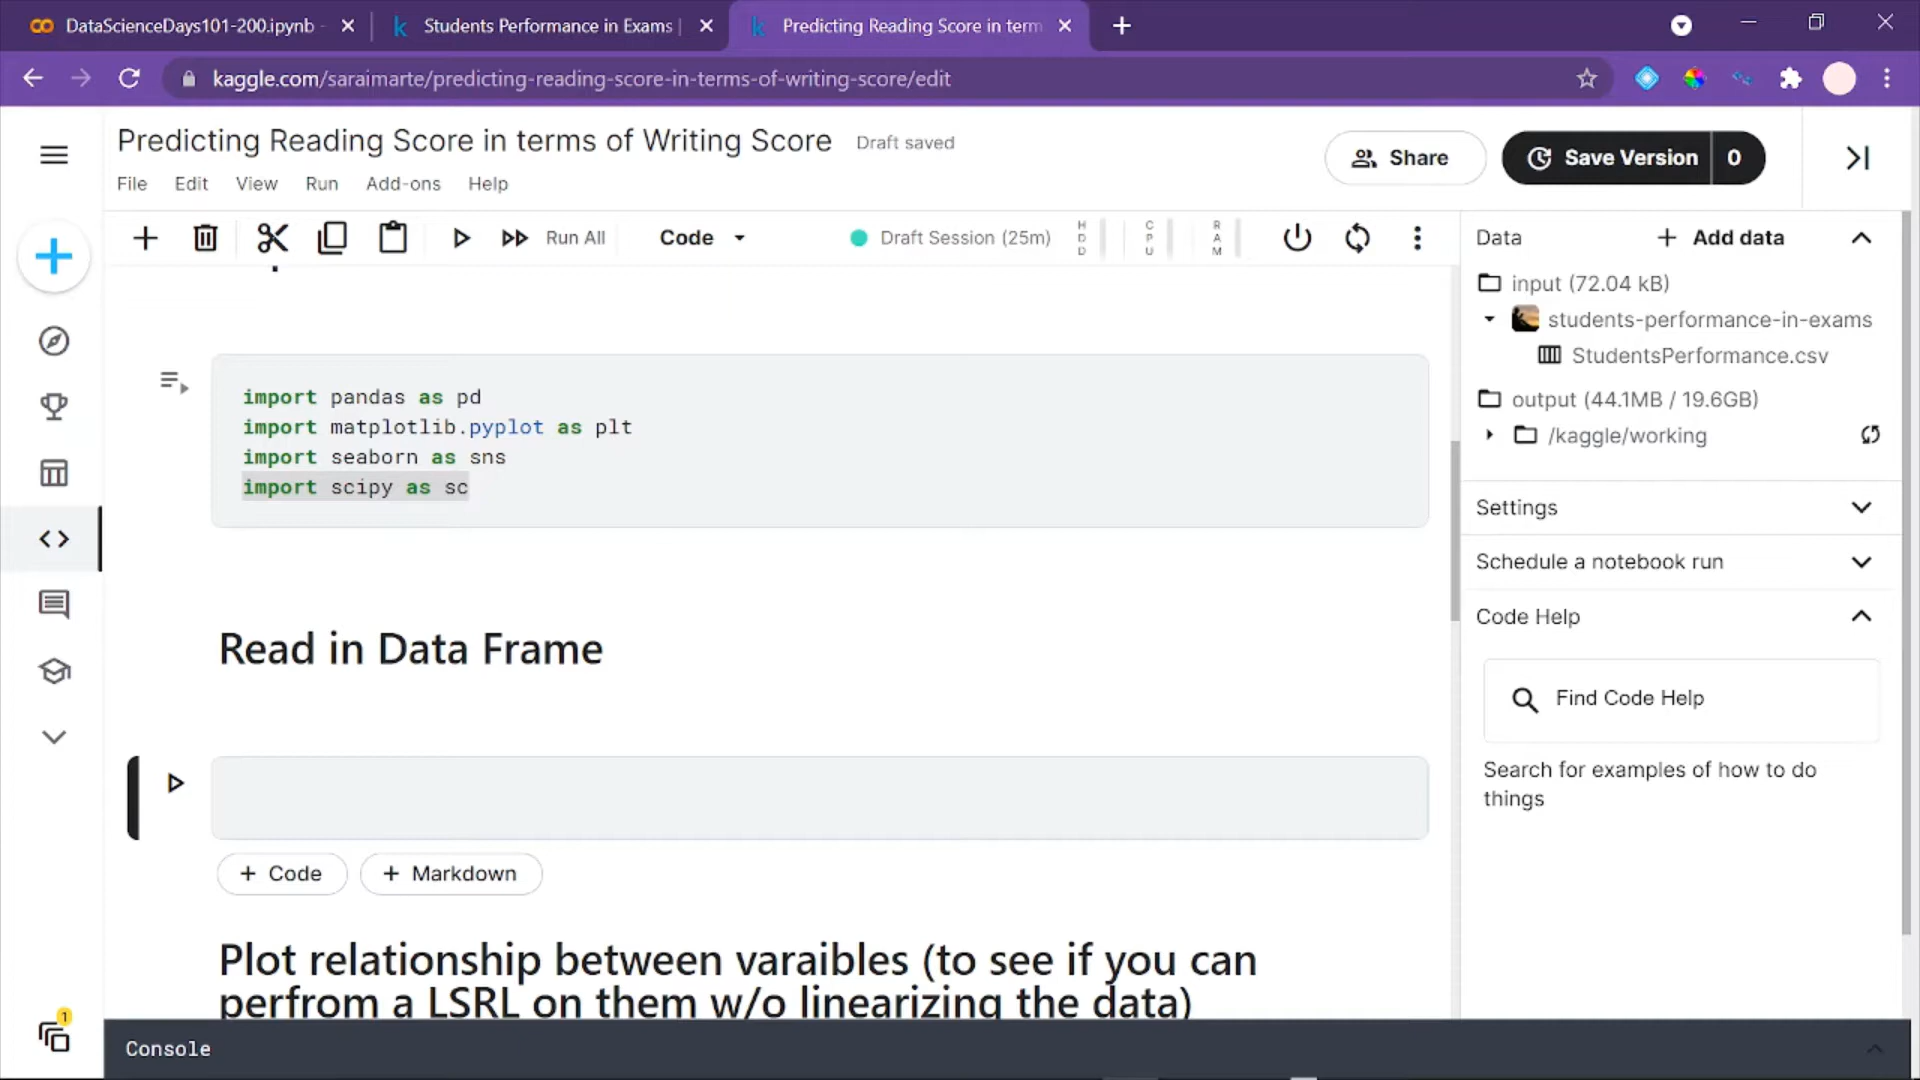 DataScienceDays101-200.ipynb -
Students Performance in Exams |
Predicting Reading Score in term
kaggle.com/saraimarte/predicting-reading-score-in-terms-of-writing-score/edit
Predicting Reading Score in terms of Writing Score
Draft saved
Share
Save Version
0
File
Edit
View
Run
Add-ons
Help
Run All
Code
Draft Session (25m)
HDD
CPU
RAM
Data
+ Add data
input (72.04 kB)
students-performance-in-exams
StudentsPerformance.csv
output (44.1MB / 19.6GB)
/kaggle/working
Settings
Schedule a notebook run
Code Help
Find Code Help
Search for examples of how to do
things
import pandas as pd
import matplotlib.pyplot as plt
import seaborn as sns
import scipy as sc
Read in Data Frame
+ Code
+ Markdown
Plot relationship between varaibles (to see if you can
perfrom a LSRL on them w/o linearizing the data)
1
Console